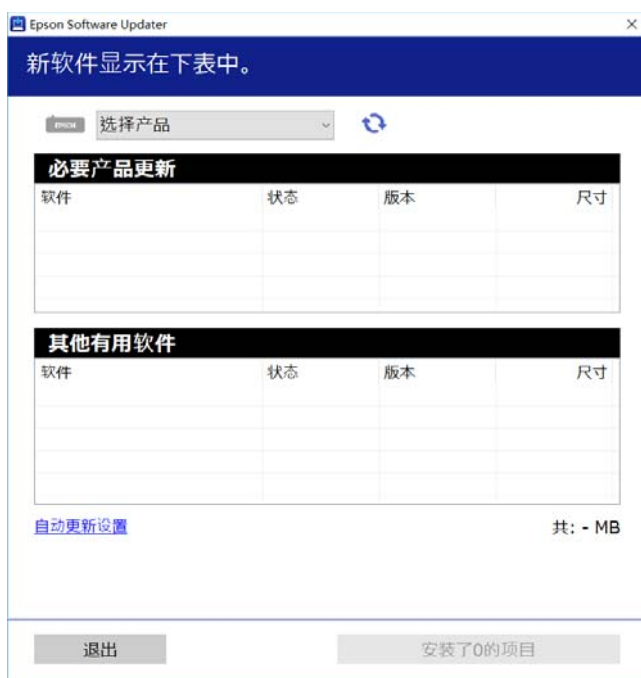 Epson Software Updater
新软件显示在下表中。
EPSON 选择产品
必要产品更新
软件 状态 版本 尺寸
其他有用软件
软件 状态 版本 尺寸
自动更新设置 共: - MB
退出 安装了0的项目